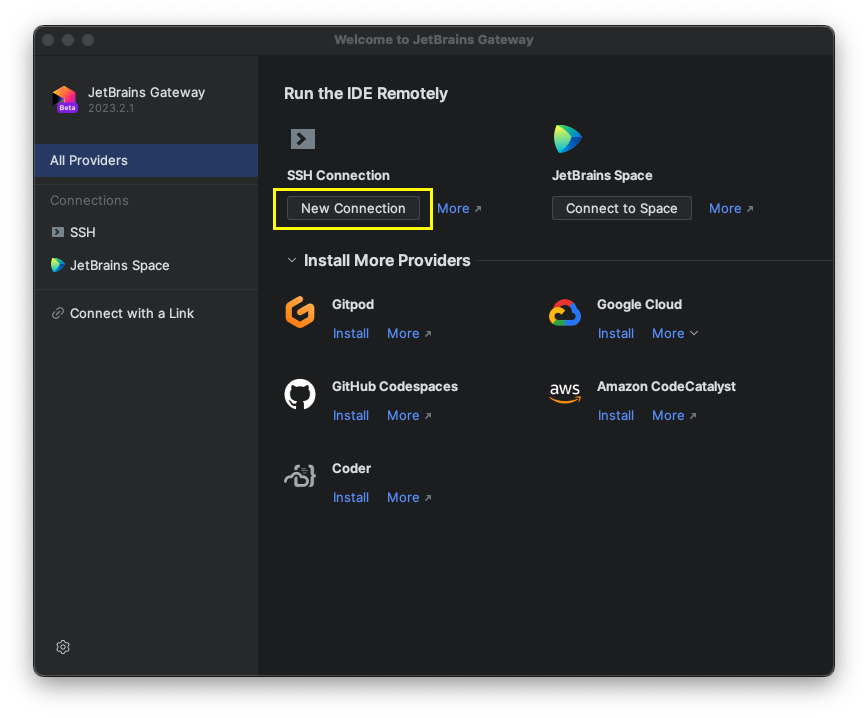 Welcome to JetBrains Gateway
JetBrains Gateway
Beta
2023.2.1
All Providers
Connections
SSH
JetBrains Space
Connect with a Link
Run the IDE Remotely
SSH Connection
New Connection
More
JetBrains Space
Connect to Space
More
Install More Providers
Gitpod
Install
More
Google Cloud
Install
More
GitHub Codespaces
Install
More
aws
Amazon CodeCatalyst
Install
More
Coder
Install
More